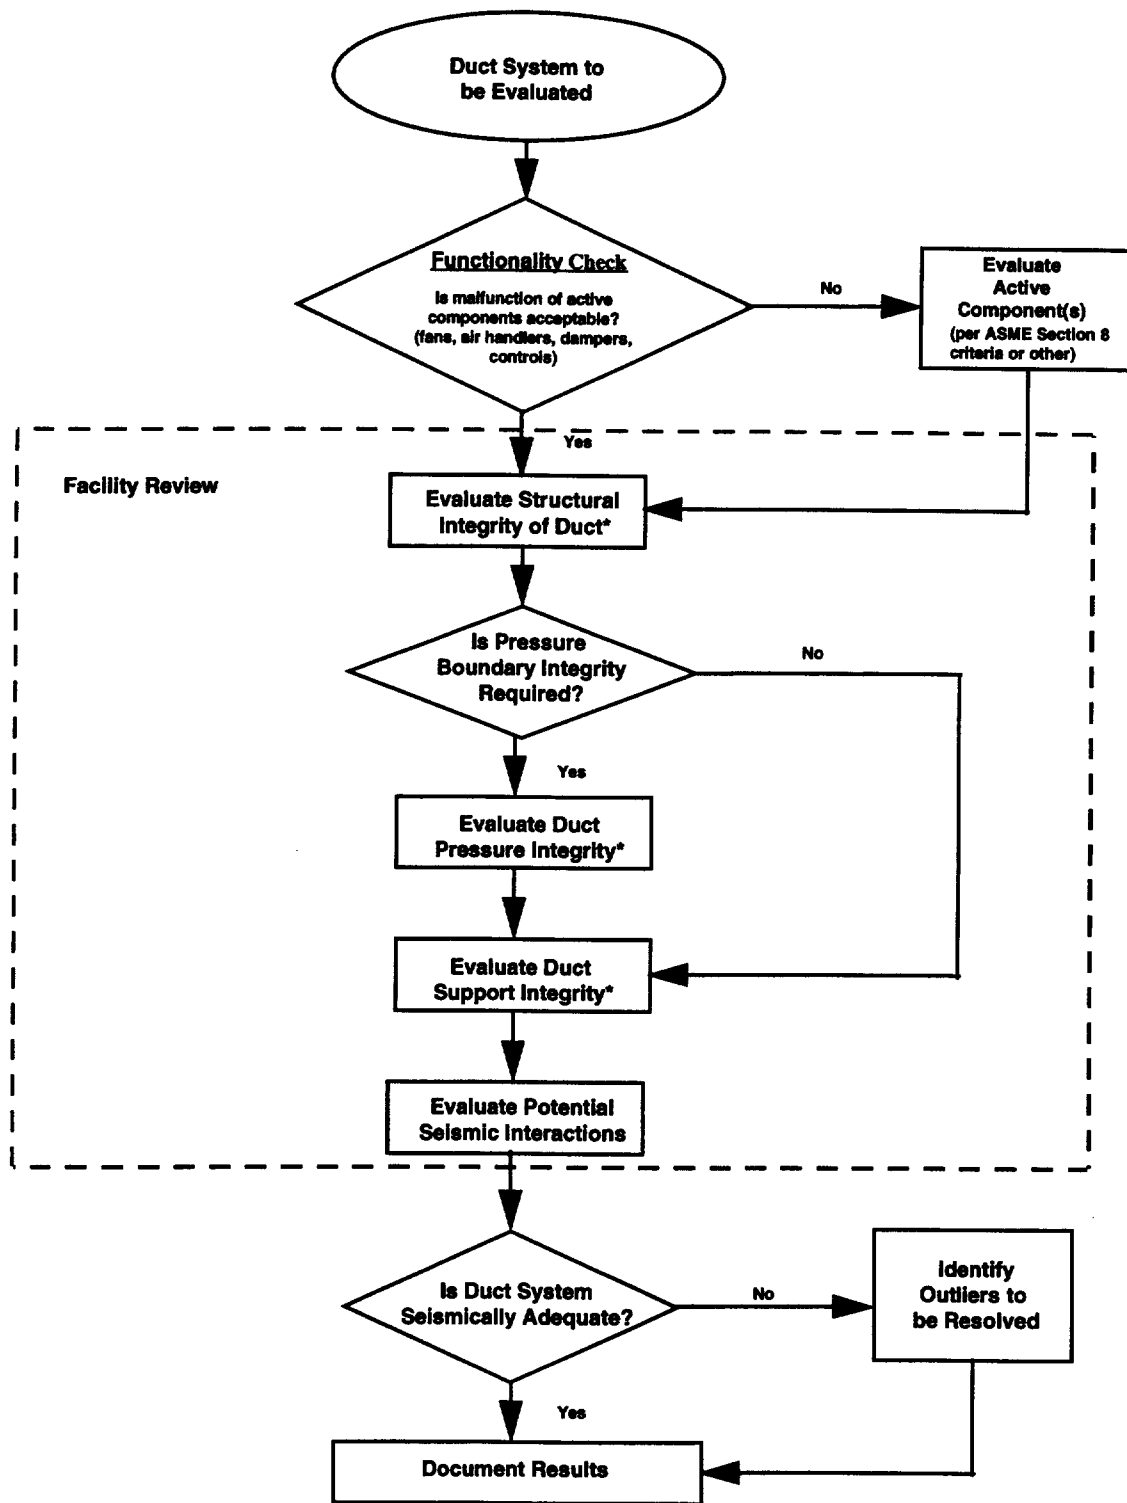 Duct System to
be Evaluated
Functionality Check
Is malfunction of active
components acceptable?
(fans, air handlers, dampers,
controls)
No
Evaluate
Active
Component(s)
(per ASME Section 8
criteria or other)
Yes
Facility Review
Evaluate Structural
Integrity of Duct*
Is Pressure
Boundary Integrity
Required?
No
Yes
Evaluate Duct
Pressure Integrity*
Evaluate Duct
Support Integrity*
Evaluate Potential
Seismic Interactions
Is Duct System
Seismically Adequate?
No
Identify
Outliers to
be Resolved
Yes
Document Results